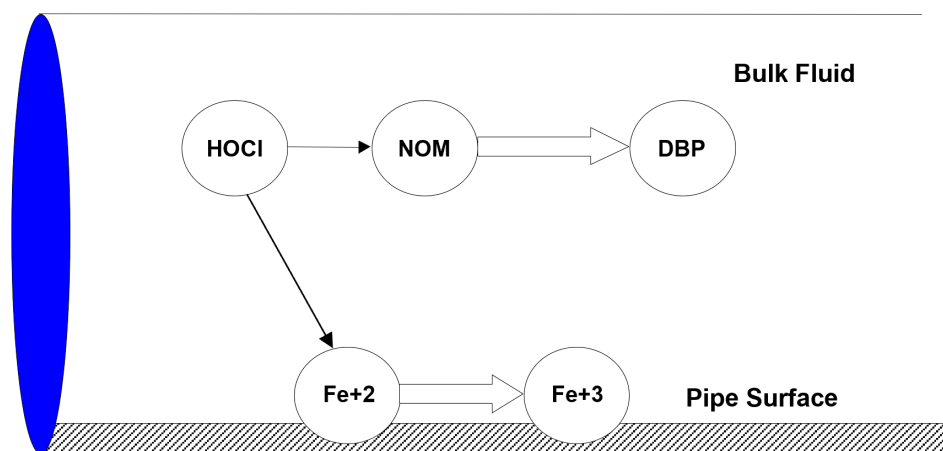 Bulk Fluid
HOCl
NOM
DBP
Fe+2
Fe+3
Pipe Surface